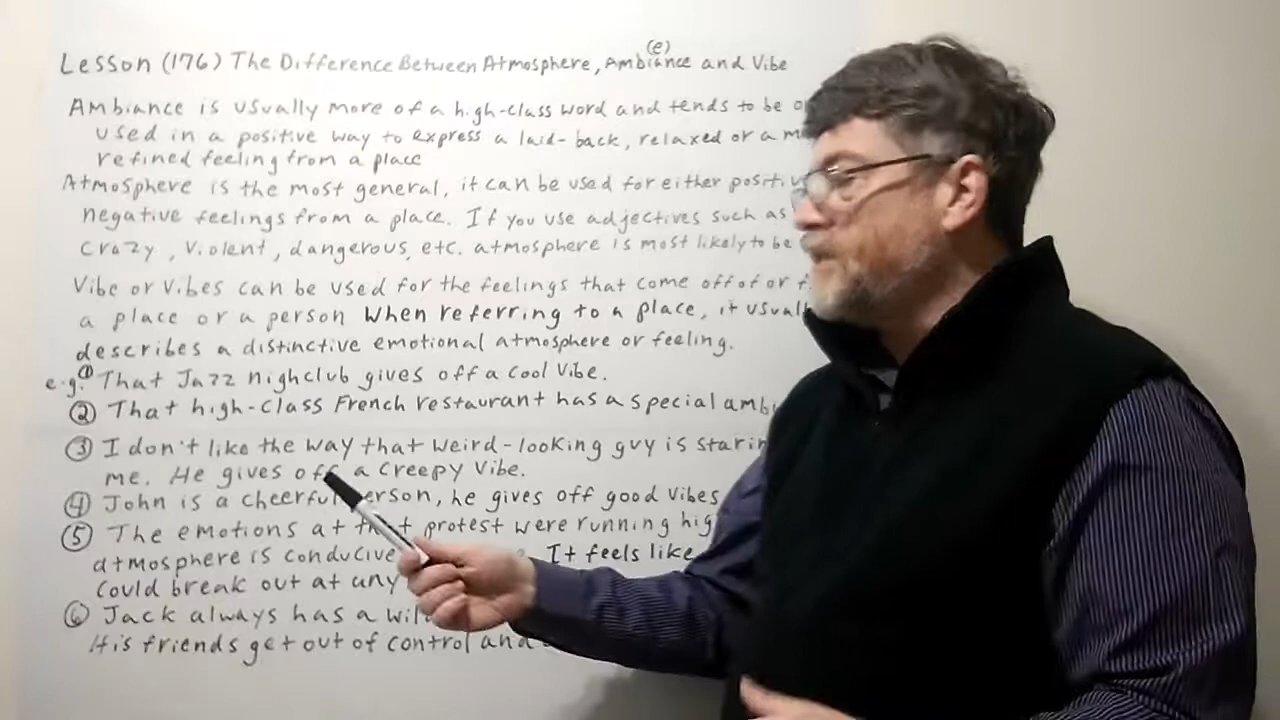 Lesson (176) The Difference Between Atmosphere, Ambiance (e) and Vibe
Ambiance is usually more of a high-class word and tends to be
used in a positive way to express a laid-back, relaxed or a
refined feeling from a place
Atmosphere is the most general, it can be used for either
negative feelings from a place. If you use adjectives such as
Crazy, Violent, dangerous, etc. atmosphere is most likely to be
Vibe or Vibes can be used for the feelings that come off of or
a place or a person When referring to a place, it
describes a distinctive emotional atmosphere or feeling.
e.g. ① That Jazz nighclub gives off a cool Vibe.
② That high-class French restaurant has a special
③ I don't like the way that weird-looking guy is
me. He gives off a creepy Vibe.
④ John is a cheerful person, he gives off good Vibes
⑤ The emotions at that protest were running
atmosphere is conducive It feels like
Could break out at any
⑥ Jack always has a
His friends get out of control and